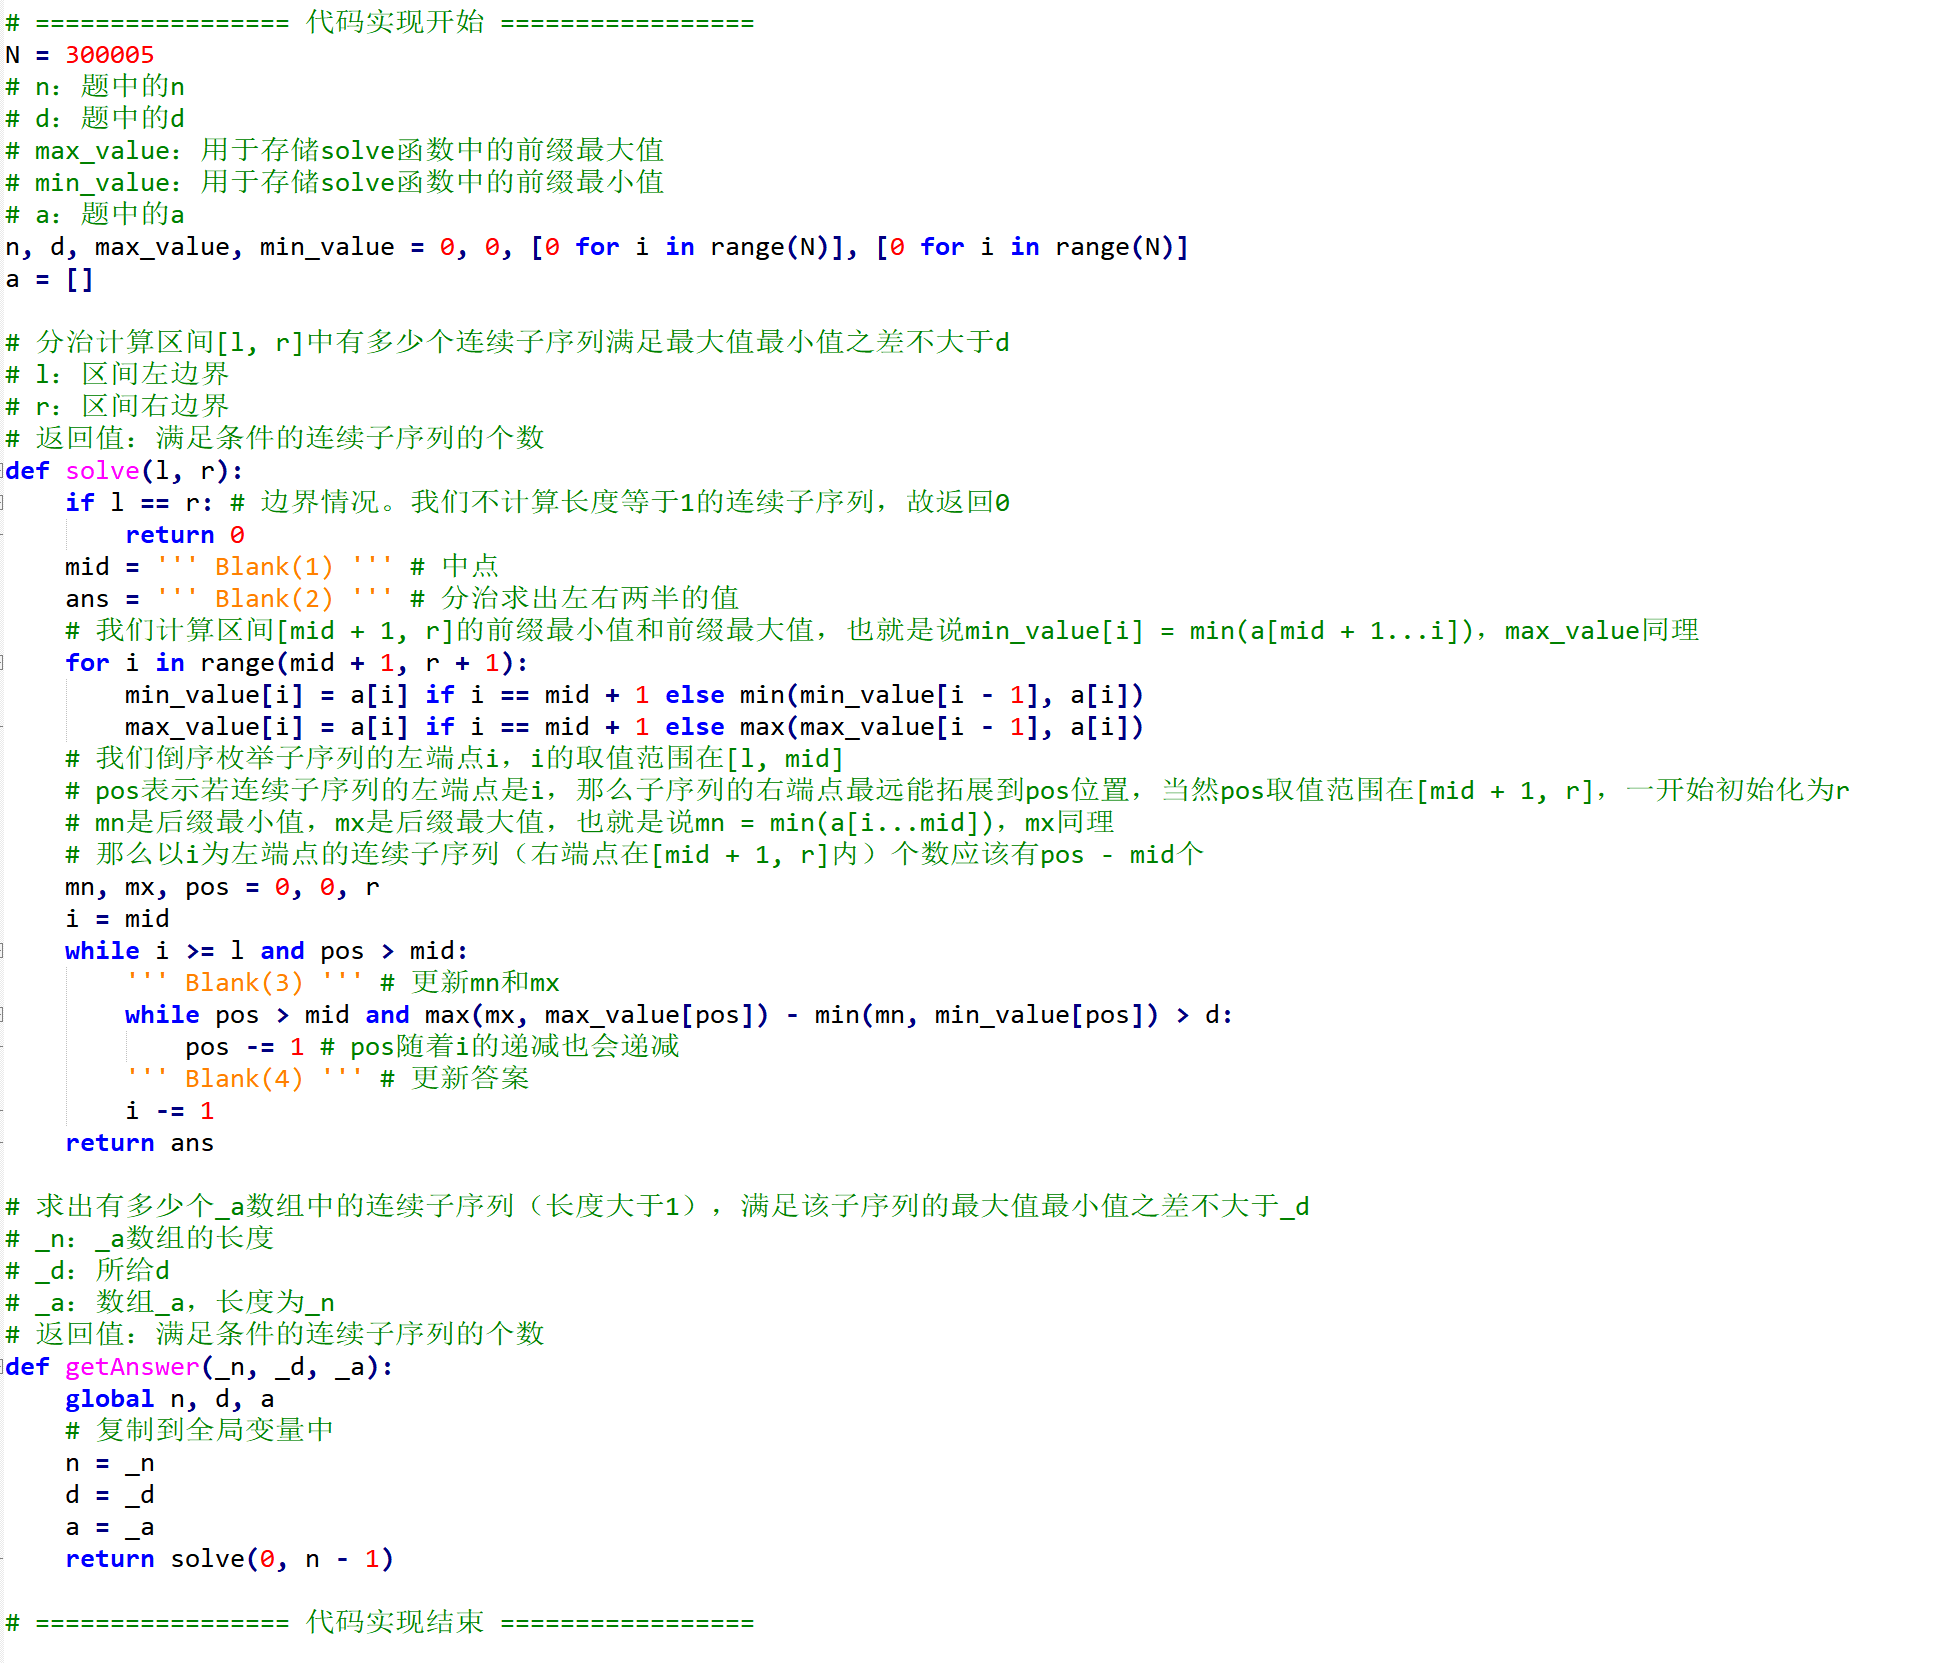 # ================= 代码实现开始 =================
N = 300005
# n：题中的n
# d：题中的d
# max_value：用于存储solve函数中的前缀最大值
# min_value：用于存储solve函数中的前缀最小值
# a：题中的a
n, d, max_value, min_value = 0, 0, [0 for i in range(N)], [0 for i in range(N)]
a = []
# 分治计算区间[l, r]中有多少个连续子序列满足最大值最小值之差不大于d
# l：区间左边界
# r：区间右边界
# 返回值：满足条件的连续子序列的个数
def solve(l, r):
    if l == r: # 边界情况。我们不计算长度等于1的连续子序列，故返回0
        return 0
    mid = ''' Blank(1) ''' # 中点
    ans = ''' Blank(2) ''' # 分治求出左右两半的值
    # 我们计算区间[mid + 1, r]的前缀最小值和前缀最大值，也就是说min_value[i] = min(a[mid + 1...i])，max_value同理
    for i in range(mid + 1, r + 1):
        min_value[i] = a[i] if i == mid + 1 else min(min_value[i - 1], a[i])
        max_value[i] = a[i] if i == mid + 1 else max(max_value[i - 1], a[i])
    # 我们倒序枚举子序列的左端点i，i的取值范围在[l, mid]
    # pos表示若连续子序列的左端点是i，那么子序列的右端点最远能拓展到pos位置，当然pos取值范围在[mid + 1, r]，一开始初始化为r
    # mn是后缀最小值，mx是后缀最大值，也就是说mn = min(a[i...mid])，mx同理
    # 那么以i为左端点的连续子序列（右端点在[mid + 1, r]内）个数应该有pos - mid个
    mn, mx, pos = 0, 0, r
    i = mid
    while i >= l and pos > mid:
        ''' Blank(3) ''' # 更新mn和mx
        while pos > mid and max(mx, max_value[pos]) - min(mn, min_value[pos]) > d:
            pos -= 1 # pos随着i的递减也会递减
        ''' Blank(4) ''' # 更新答案
        i -= 1
    return ans
# 求出有多少个_a数组中的连续子序列（长度大于1），满足该子序列的最大值最小值之差不大于_d
# _n：_a数组的长度
# _d：所给d
# _a：数组_a，长度为_n
# 返回值：满足条件的连续子序列的个数
def getAnswer(_n, _d, _a):
    global n, d, a
    # 复制到全局变量中
    n = _n
    d = _d
    a = _a
    return solve(0, n - 1)
# ================= 代码实现结束 =================